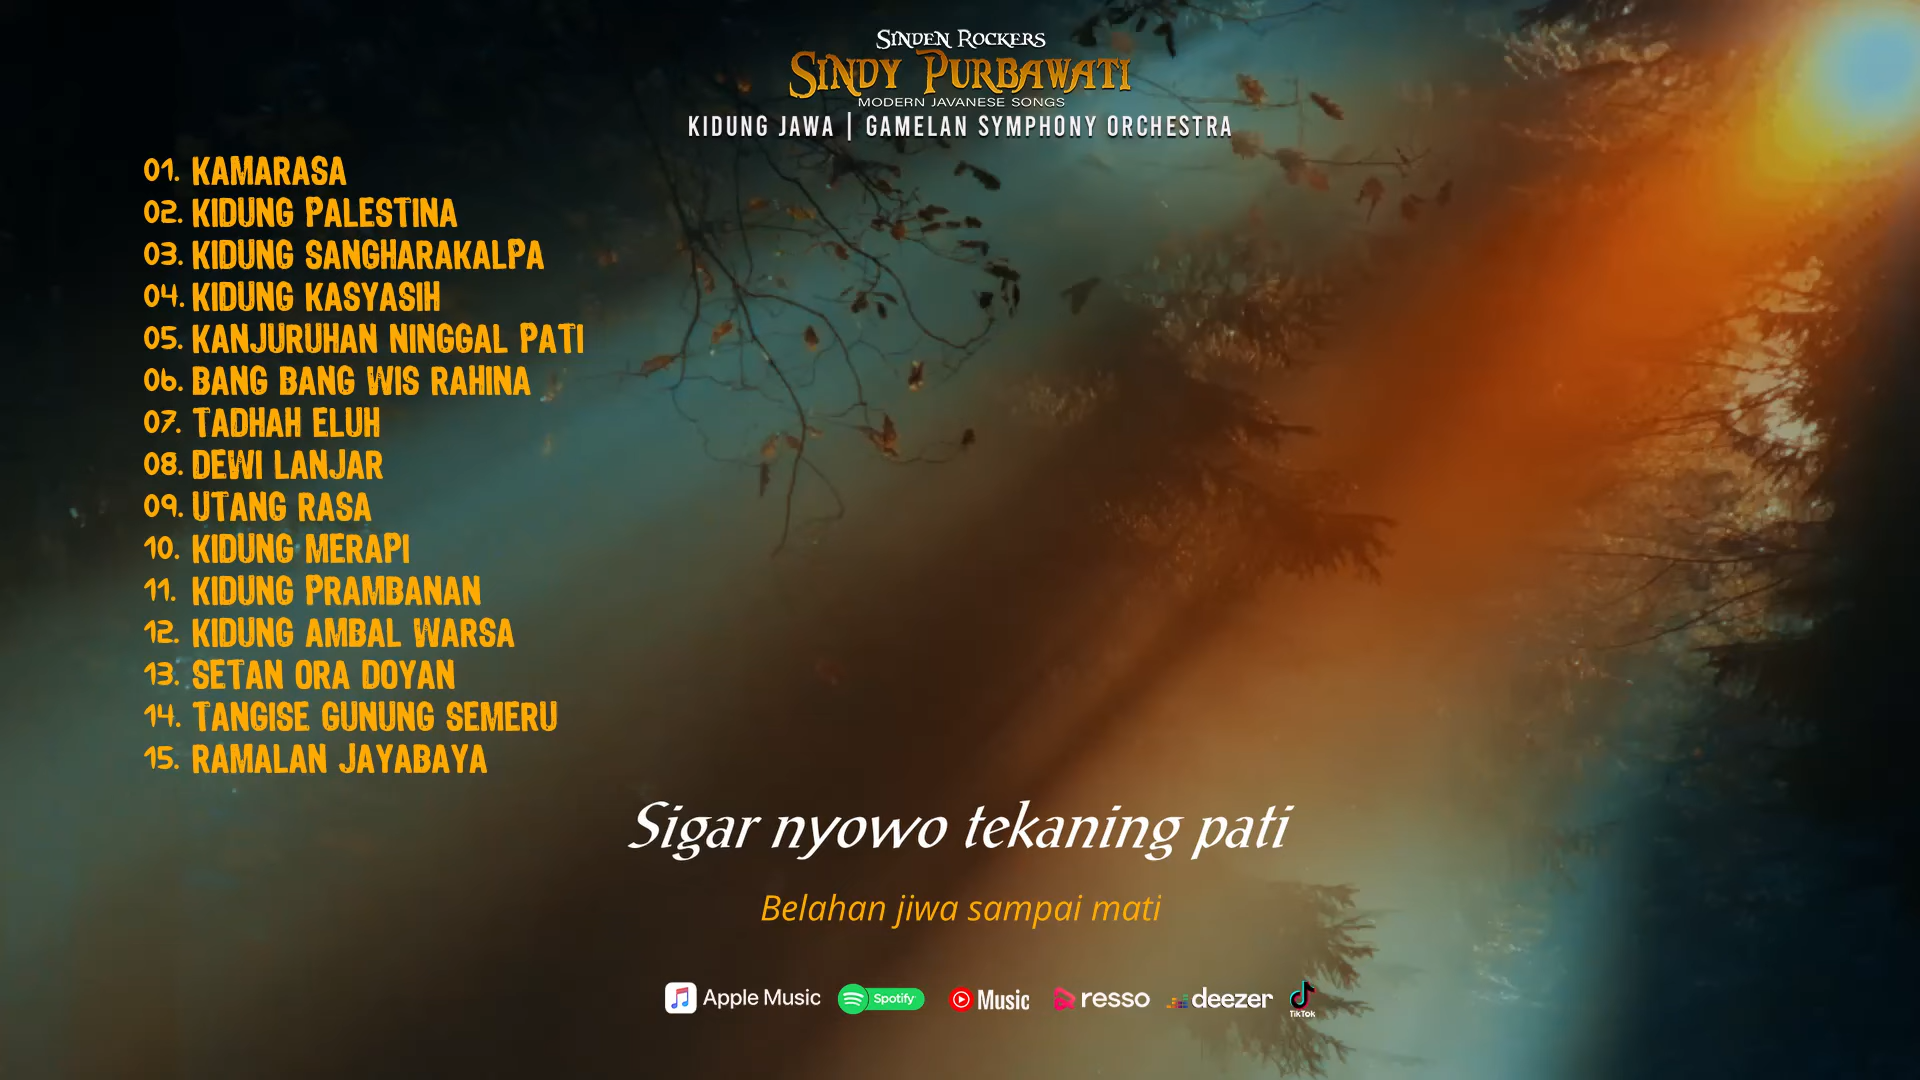 SINDEN ROCKERS
SINDY PURBAWATI
MODERN JAVANESE SONGS
KIDUNG JAWA | GAMELAN SYMPHONY ORCHESTRA
01. KAMARASA
02. KIDUNG PALESTINA
03. KIDUNG SANGHARAKALPA
04. KIDUNG KASYASIH
05. KANJURUHAN NINGGAL PATI
06. BANG BANG WIS RAHINA
07. TADHAH ELUH
08. DEWI LANJAR
09. UTANG RASA
10. KIDUNG MERAPI
11. KIDUNG PRAMBANAN
12. KIDUNG AMBAL WARSA
13. SETAN ORA DOYAN
14. TANGISE GUNUNG SEMERU
15. RAMALAN JAYABAYA
Sigar nyowo tekaning pati
Belahan jiwa sampai mati
Apple Music Spotify Music resso deezer TikTok